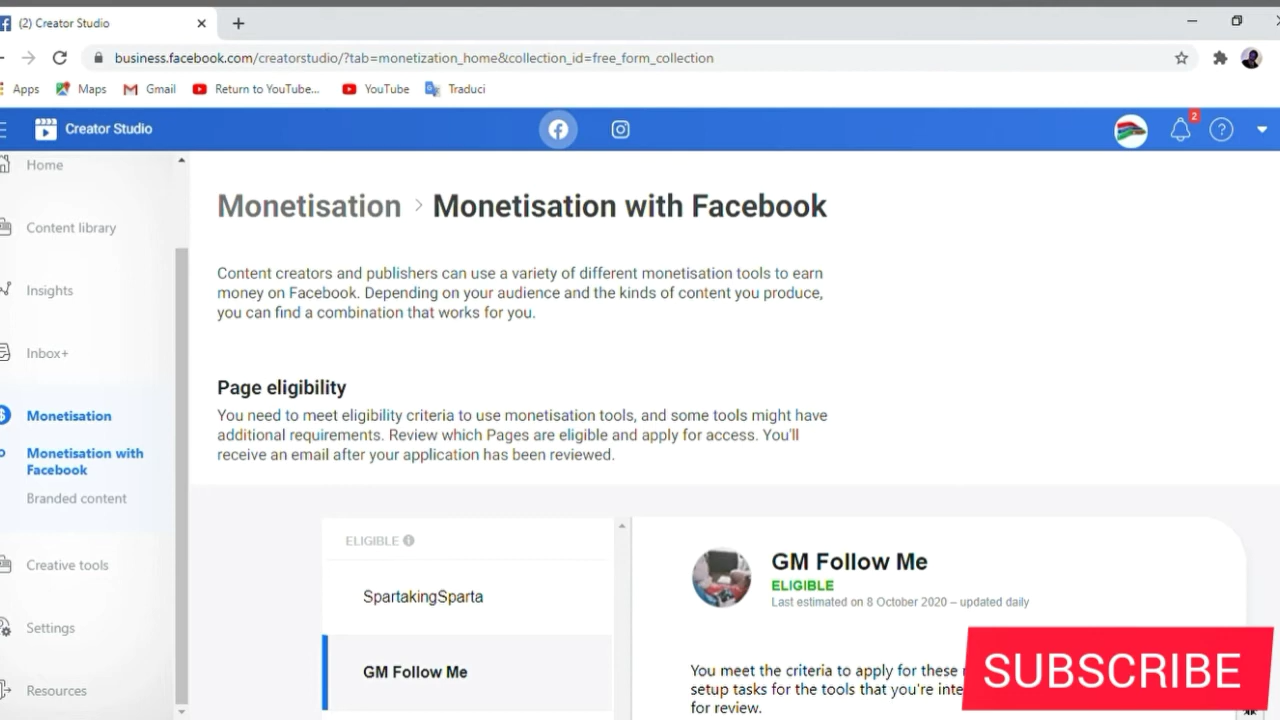 (2) Creator Studio
business.facebook.com/creatorstudio/?tab=monetization_home&collection_id=free_form_collection
Apps Maps Gmail Return to YouTube... YouTube Traduci
Creator Studio
2
Home
Content library
Insights
Inbox+
Monetisation
Monetisation with
Facebook
Branded content
Creative tools
Settings
Resources
Monetisation > Monetisation with Facebook
Content creators and publishers can use a variety of different monetisation tools to earn
money on Facebook. Depending on your audience and the kinds of content you produce,
you can find a combination that works for you.
Page eligibility
You need to meet eligibility criteria to use monetisation tools, and some tools might have
additional requirements. Review which Pages are eligible and apply for access. You'll
receive an email after your application has been reviewed.
ELIGIBLE
SpartakingSparta
GM Follow Me
GM Follow Me
ELIGIBLE
Last estimated on 8 October 2020 – updated daily
You meet the criteria to apply for these
setup tasks for the tools that you're inte
for review.
SUBSCRIBE